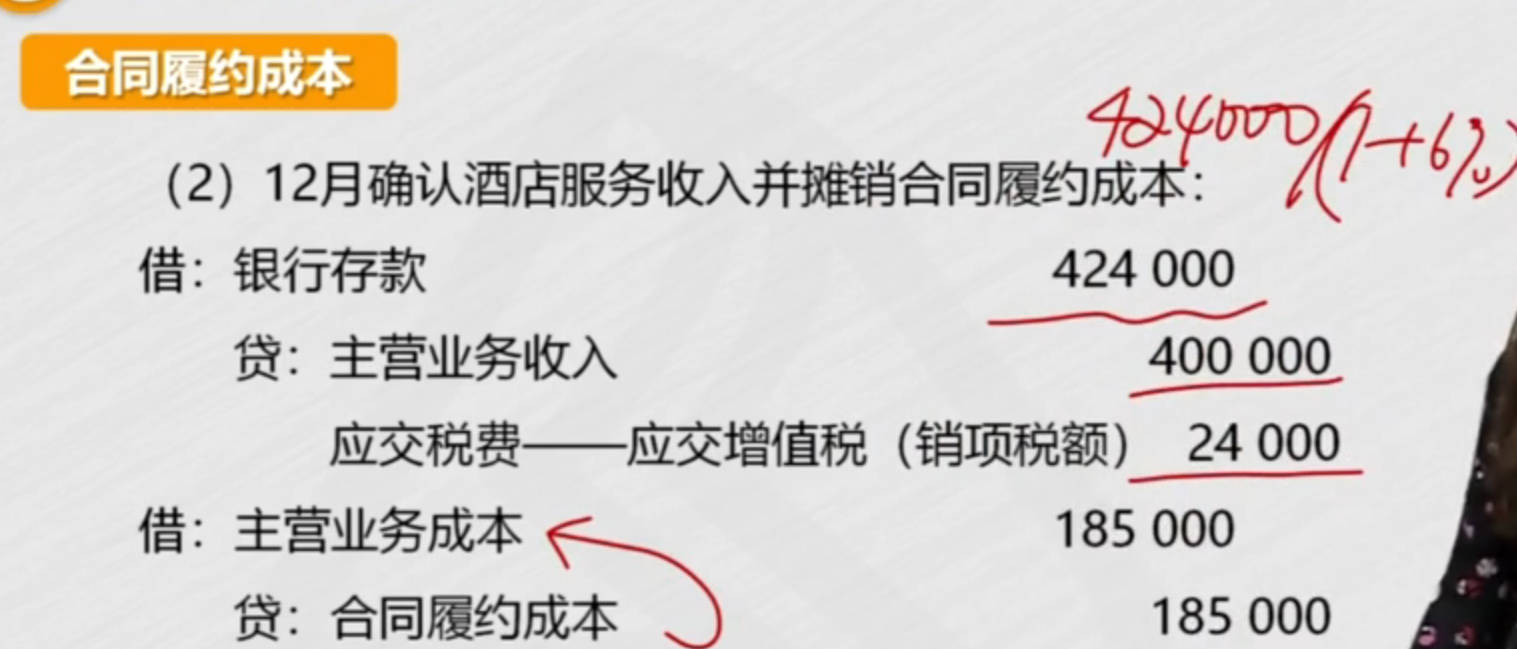 合同履约成本
424000/(1+6%)
（2）12月确认酒店服务收入并摊销合同履约成本：
借：银行存款 424 000
贷：主营业务收入 400 000
应交税费——应交增值税（销项税额） 24 000
借：主营业务成本 185 000
贷：合同履约成本 185 000